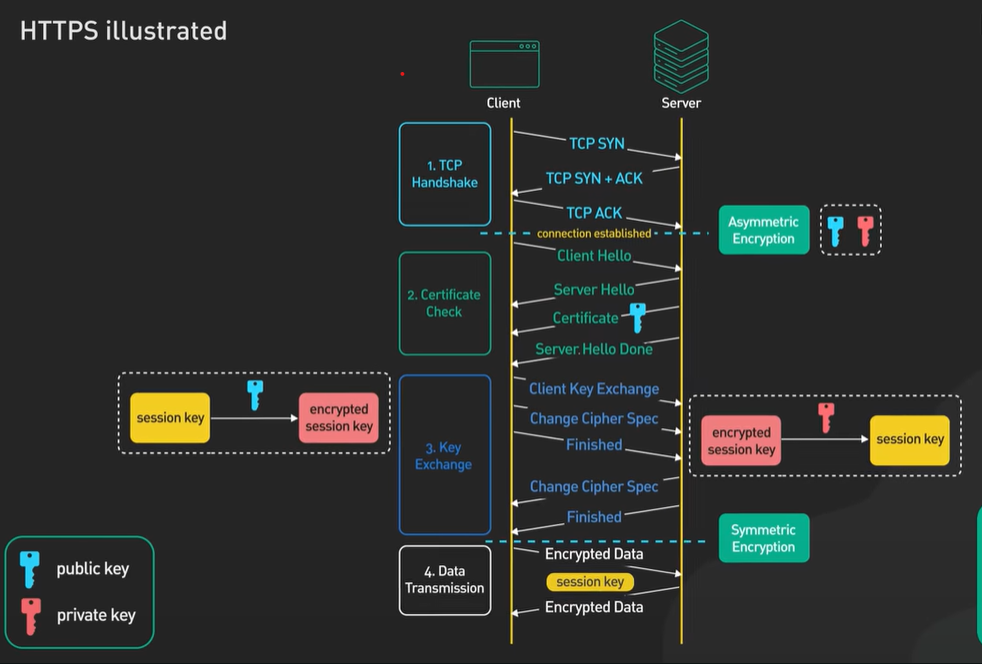 HTTPS illustrated
Client
Server
1. TCP
Handshake
TCP SYN
TCP SYN + ACK
TCP ACK
connection established
Asymmetric
Encryption
2. Certificate
Check
Client Hello
Server Hello
Certificate
Server Hello Done
3. Key
Exchange
Client Key Exchange
Change Cipher Spec
Finished
Change Cipher Spec
Finished
session key
encrypted
session key
encrypted
session key
session key
Symmetric
Encryption
4. Data
Transmission
Encrypted Data
session key
Encrypted Data
public key
private key